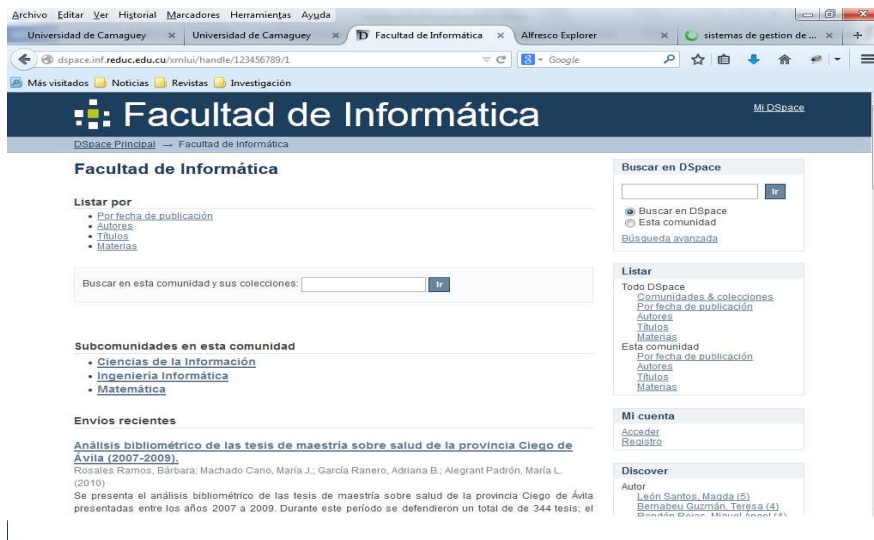 Archivo Editar Ver Historial Marcadores Herramientas Ayuda
Universidad de Camaguey × Universidad de Camaguey × Facultad de Informática × Alfresco Explorer × sistemas de gestion de ... × +
dspace.inf.reduc.edu.cu/xmlui/handle/123456789/1
Google
Más visitados Noticias Revistas Investigación
Facultad de Informática
Mi DSpace
DSpace Principal → Facultad de Informática
Facultad de Informática
Listar por
• Por fecha de publicación
• Autores
• Títulos
• Materias
Buscar en esta comunidad y sus colecciones: Ir
Subcomunidades en esta comunidad
• Ciencias de la Información
• Ingeniería Informática
• Matemática
Envíos recientes
Análisis bibliométrico de las tesis de maestría sobre salud de la provincia Ciego de
Ávila (2007-2009).
Rosales Ramos, Bárbara; Machado Cano, María J.; García Ranero, Adriana B.; Alegrant Padrón, María L.
(2010)
Se presenta el análisis bibliométrico de las tesis de maestría sobre salud de la provincia Ciego de Ávila
presentadas entre los años 2007 a 2009. Durante este período se defendieron un total de de 344 tesis; el
Buscar en DSpace
Ir
Buscar en DSpace
Esta comunidad
Búsqueda avanzada
Listar
Todo DSpace
Comunidades & colecciones
Por fecha de publicación
Autores
Títulos
Materias
Esta comunidad
Por fecha de publicación
Autores
Títulos
Materias
Mi cuenta
Acceder
Registro
Discover
Autor
León Santos, Magda (5)
Bernabeu Guzmán, Teresa (4)
Rondón Rojas, Miguel Ángel (4)